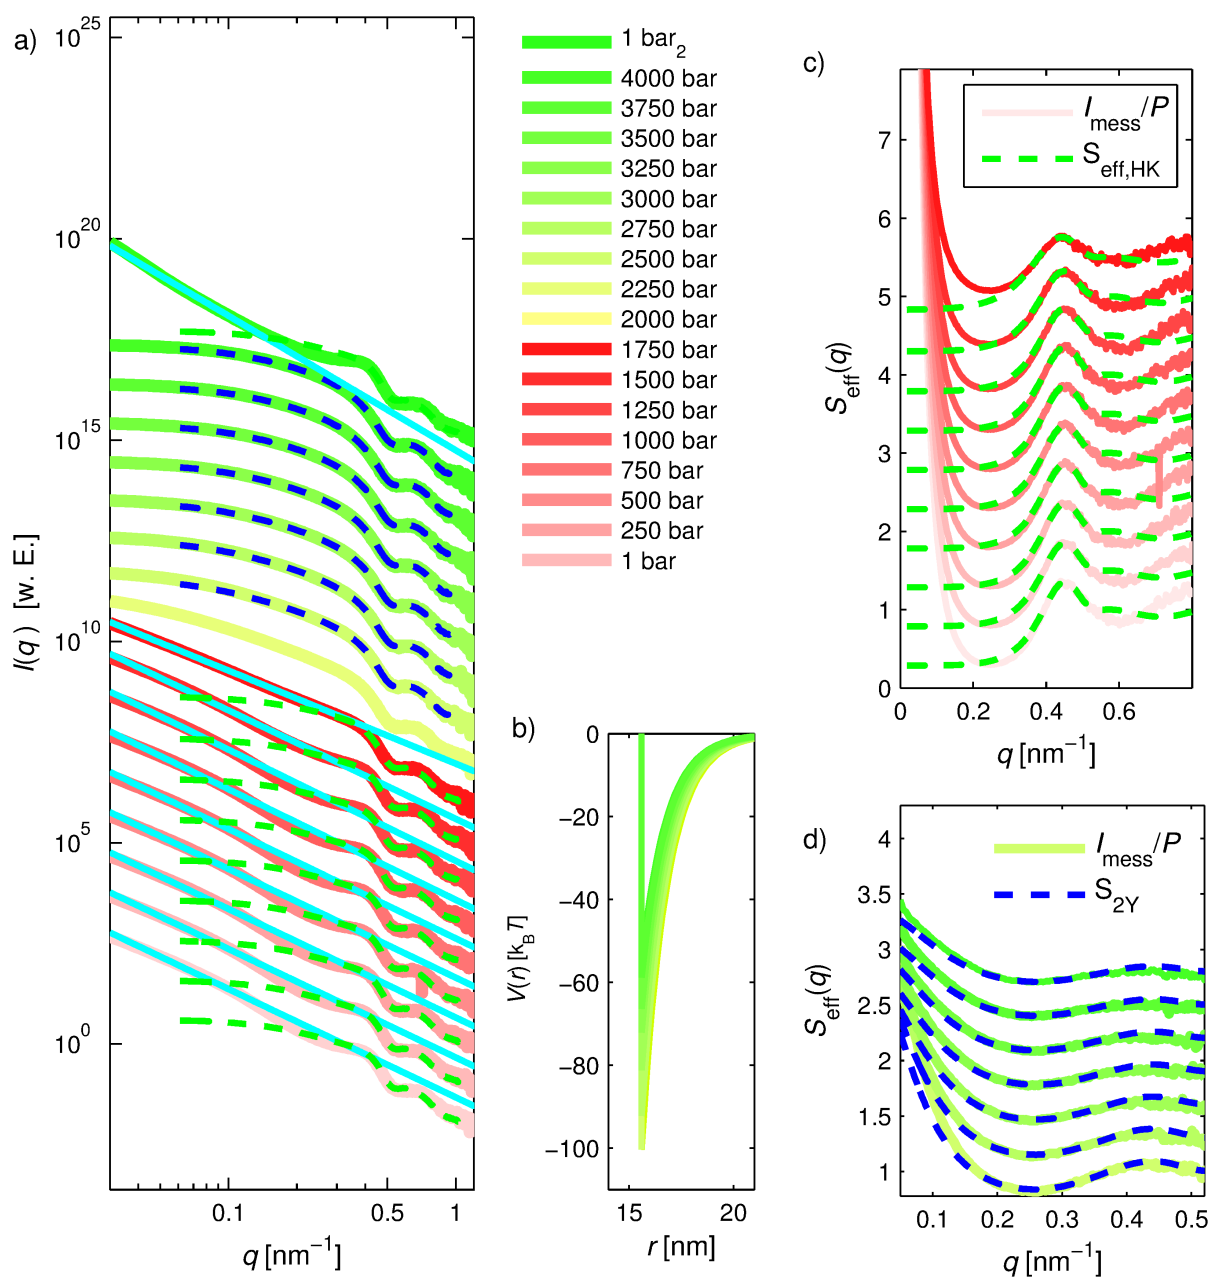 a)
10^25
10^20
10^15
10^10
10^5
10^0
I(q) [w. E.]
0.1 0.5 1
q [nm^−1]
1 bar_2
4000 bar
3750 bar
3500 bar
3250 bar
3000 bar
2750 bar
2500 bar
2250 bar
2000 bar
1750 bar
1500 bar
1250 bar
1000 bar
750 bar
500 bar
250 bar
1 bar
b)
0
−20
−40
−60
−80
−100
V(r) [k_BT]
15 20
r [nm]
c)
I_mess/P
S_eff,HK
7
6
5
4
3
2
1
0
S_eff(q)
0 0.2 0.4 0.6
q [nm^−1]
d)
I_mess/P
S_2Y
4
3.5
3
2.5
2
1.5
1
S_eff(q)
0.1 0.2 0.3 0.4 0.5
q [nm^−1]